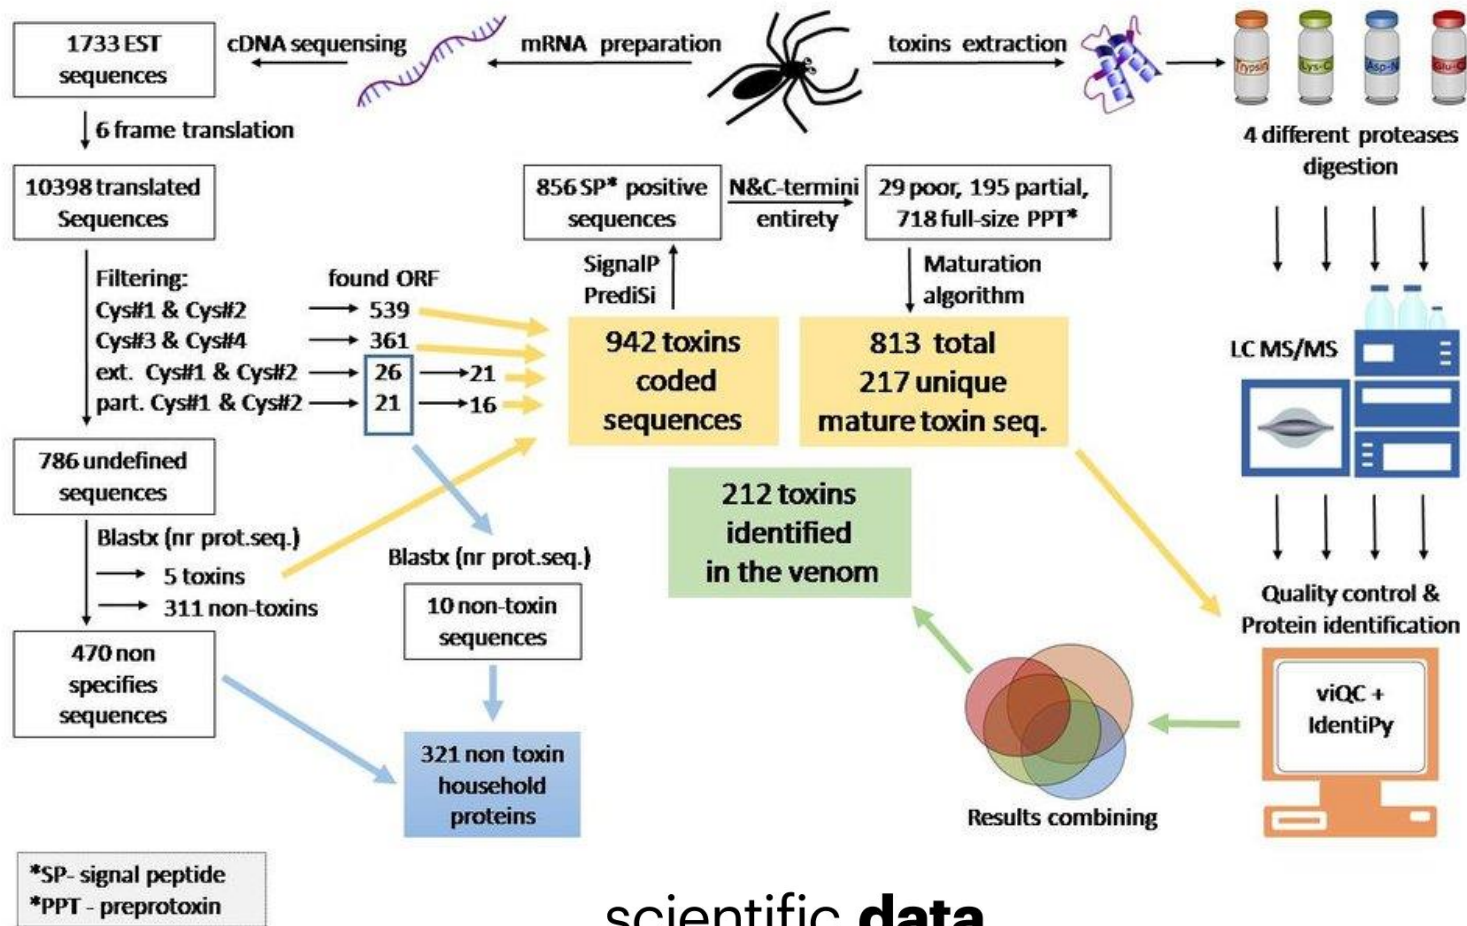 1733 EST
sequences
cDNA sequencing
mRNA preparation
toxins extraction
Trypsin
Lys-C
Asp-N
Glu-C
4 different proteases
digestion
6 frame translation
10398 translated
Sequences
856 SP* positive
sequences
N&C-termini
entirety
29 poor, 195 partial,
718 full-size PPT*
SignalP
PrediSi
Maturation
algorithm
Filtering:
found ORF
Cys#1 & Cys#2
539
Cys#3 & Cys#4
361
ext. Cys#1 & Cys#2
26
21
part. Cys#1 & Cys#2
21
16
942 toxins
coded
sequences
813 total
217 unique
mature toxin seq.
LC MS/MS
786 undefined
sequences
Blastx (nr prot.seq.)
5 toxins
311 non-toxins
212 toxins
identified
in the venom
Blastx (nr prot.seq.)
10 non-toxin
sequences
Quality control &
Protein identification
470 non
specifies
sequences
viQC +
IdentiPy
321 non toxin
household
proteins
Results combining
*SP- signal peptide
*PPT - preprotoxin
scientific data